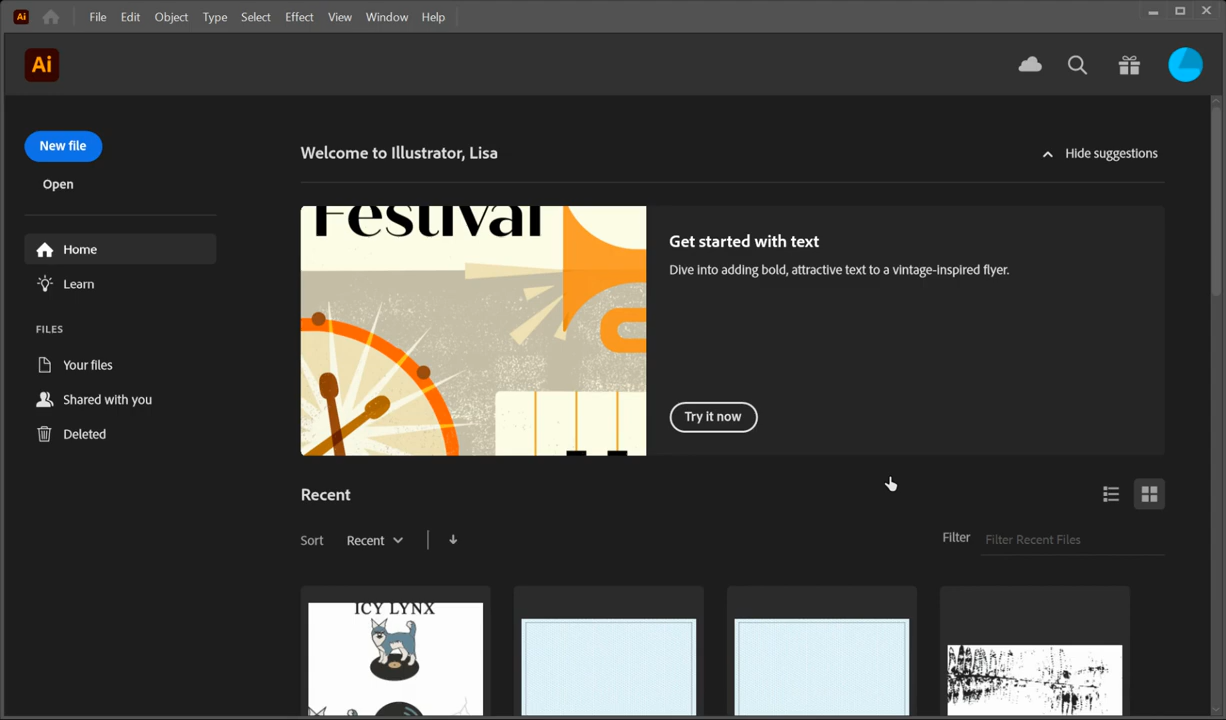 Ai File Edit Object Type Select Effect View Window Help
Ai
New file
Open
Home
Learn
FILES
Your files
Shared with you
Deleted
Welcome to Illustrator, Lisa
Hide suggestions
Festival
Get started with text
Dive into adding bold, attractive text to a vintage-inspired flyer.
Try it now
Recent
Sort Recent
Filter Filter Recent Files
ICY LYNX